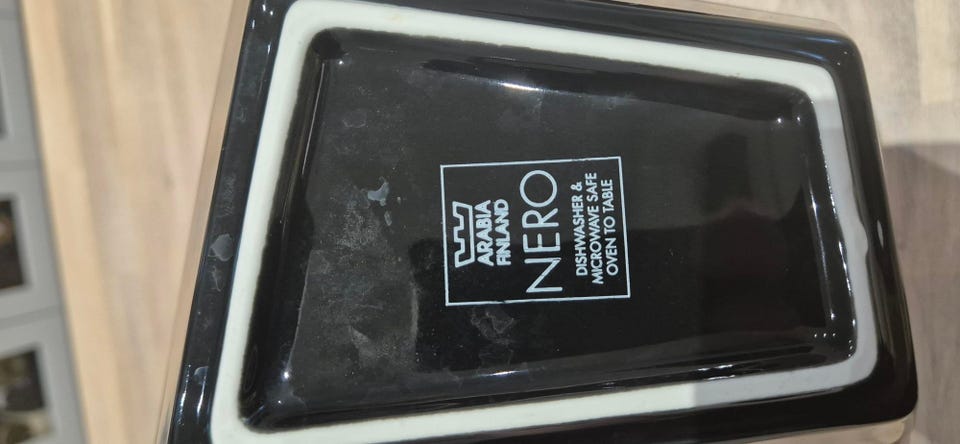 ARABIA
FINLAND
NERO
DISHWASHER &
MICROWAVE SAFE
OVEN TO TABLE